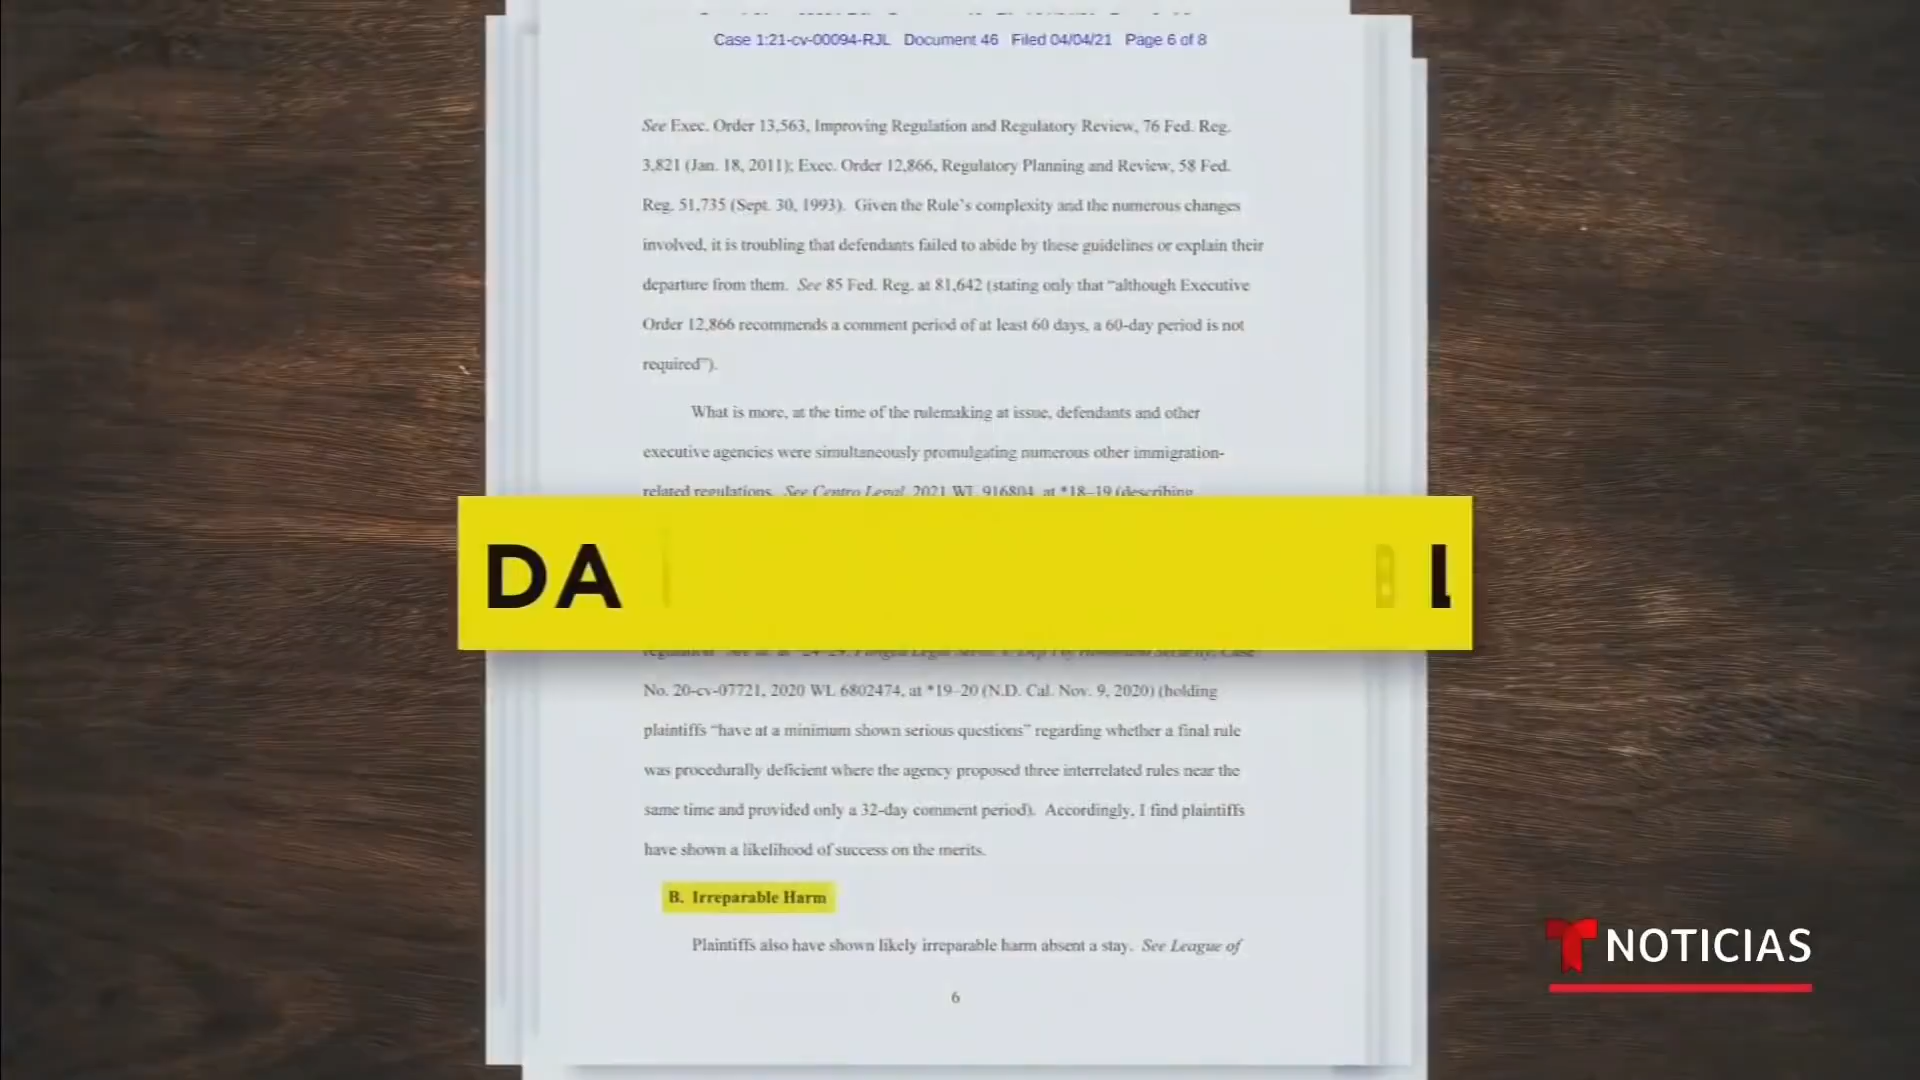 Case 1:21-cv-00094-RJL Document 46 Filed 04/04/21 Page 6 of 8
See Exec. Order 13,563, Improving Regulation and Regulatory Review, 76 Fed. Reg.
3,821 (Jan. 18, 2011); Exec. Order 12,866, Regulatory Planning and Review, 58 Fed.
Reg. 51,735 (Sept. 30, 1993). Given the Rule's complexity and the numerous changes
involved, it is troubling that defendants failed to abide by these guidelines or explain their
departure from them. See 85 Fed. Reg. at 81,642 (stating only that “although Executive
Order 12,866 recommends a comment period of at least 60 days, a 60-day period is not
required”).
What is more, at the time of the rulemaking at issue, defendants and other
executive agencies were simultaneously promulgating numerous other immigration-
related regulations. See Centro Legal, 2021 WL 916804, at *18–19 (describing
DA L
No. 20-cv-07721, 2020 WL 6802474, at *19–20 (N.D. Cal. Nov. 9, 2020) (holding
plaintiffs “have at a minimum shown serious questions” regarding whether a final rule
was procedurally deficient where the agency proposed three interrelated rules near the
same time and provided only a 32-day comment period). Accordingly, I find plaintiffs
have shown a likelihood of success on the merits.
B. Irreparable Harm
Plaintiffs also have shown likely irreparable harm absent a stay. See League of
6
NOTICIAS